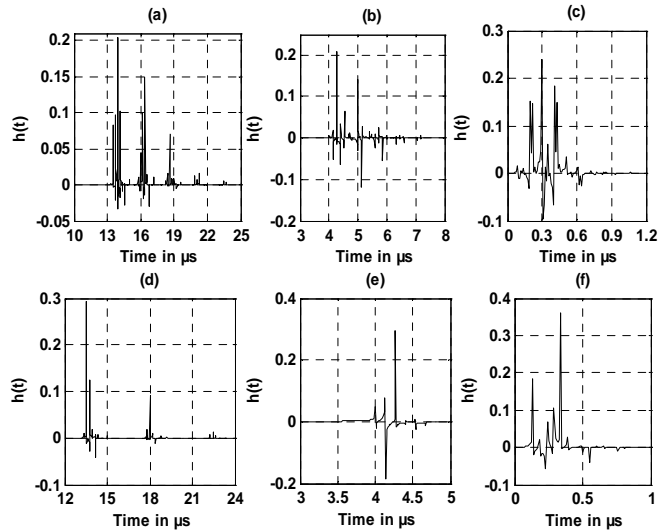 (a)
(b)
(c)
0.2
0.15
0.1
0.05
0
-0.05
h(t)
10 13 16 19 22 25
Time in µs
0.2
0.1
0
-0.1
-0.2
h(t)
3 4 5 6 7 8
Time in µs
0.3
0.2
0.1
0
-0.1
h(t)
0 0.3 0.6 0.9 1.2
Time in µs
(d)
(e)
(f)
0.3
0.2
0.1
0
-0.1
h(t)
12 15 18 21 24
Time in µs
0.4
0.2
0
-0.2
h(t)
3 3.5 4 4.5 5
Time in µs
0.4
0.3
0.2
0.1
0
-0.1
h(t)
0 0.5 1
Time in µs